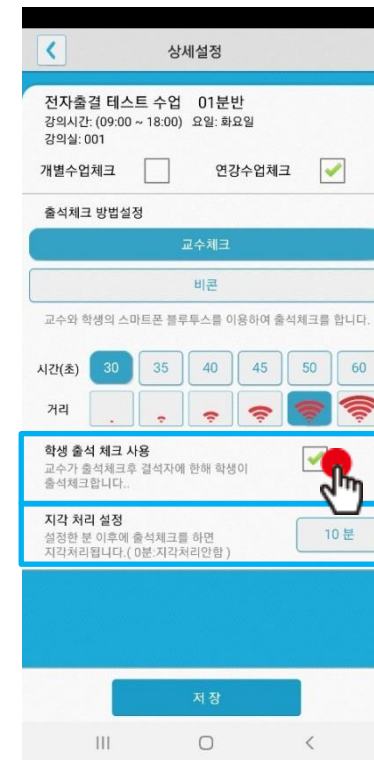 상세설정
전자출결 테스트 수업 01분반
강의시간: (09:00 ~ 18:00) 요일: 화요일
강의실: 001
개별수업체크 연강수업체크
출석체크 방법설정
교수체크
비콘
교수와 학생의 스마트폰 블루투스를 이용하여 출석체크를 합니다.
시간(초) 30 35 40 45 50 60
거리
학생 출석 체크 사용
교수가 출석체크후 결석자에 한해 학생이
출석체크합니다..
지각 처리 설정
설정한 분 이후에 출석체크를 하면
지각처리됩니다.( 0분:지각처리안함 )
10 분
저 장